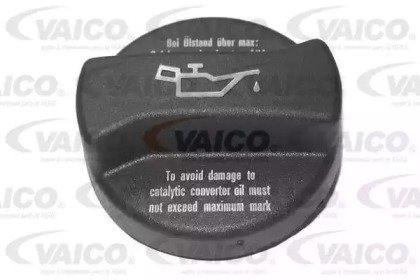 Bei Ölstand über max:
VAICO
To avoid damage to
catalytic converter oil must
not exceed maximum mark